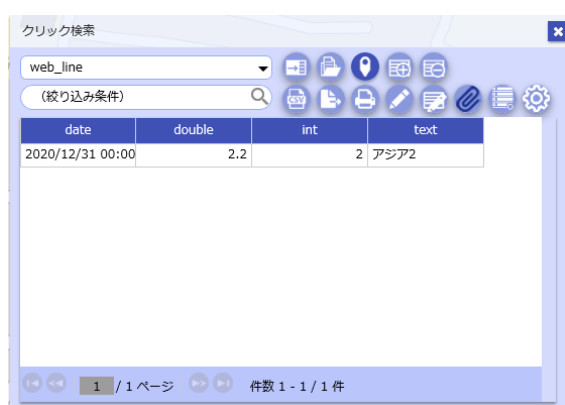 クリック検索
web_line
(絞り込み条件)
CSV
date double int text
2020/12/31 00:00 2.2 2 アジア2
1 / 1 ページ 件数 1 - 1 / 1 件